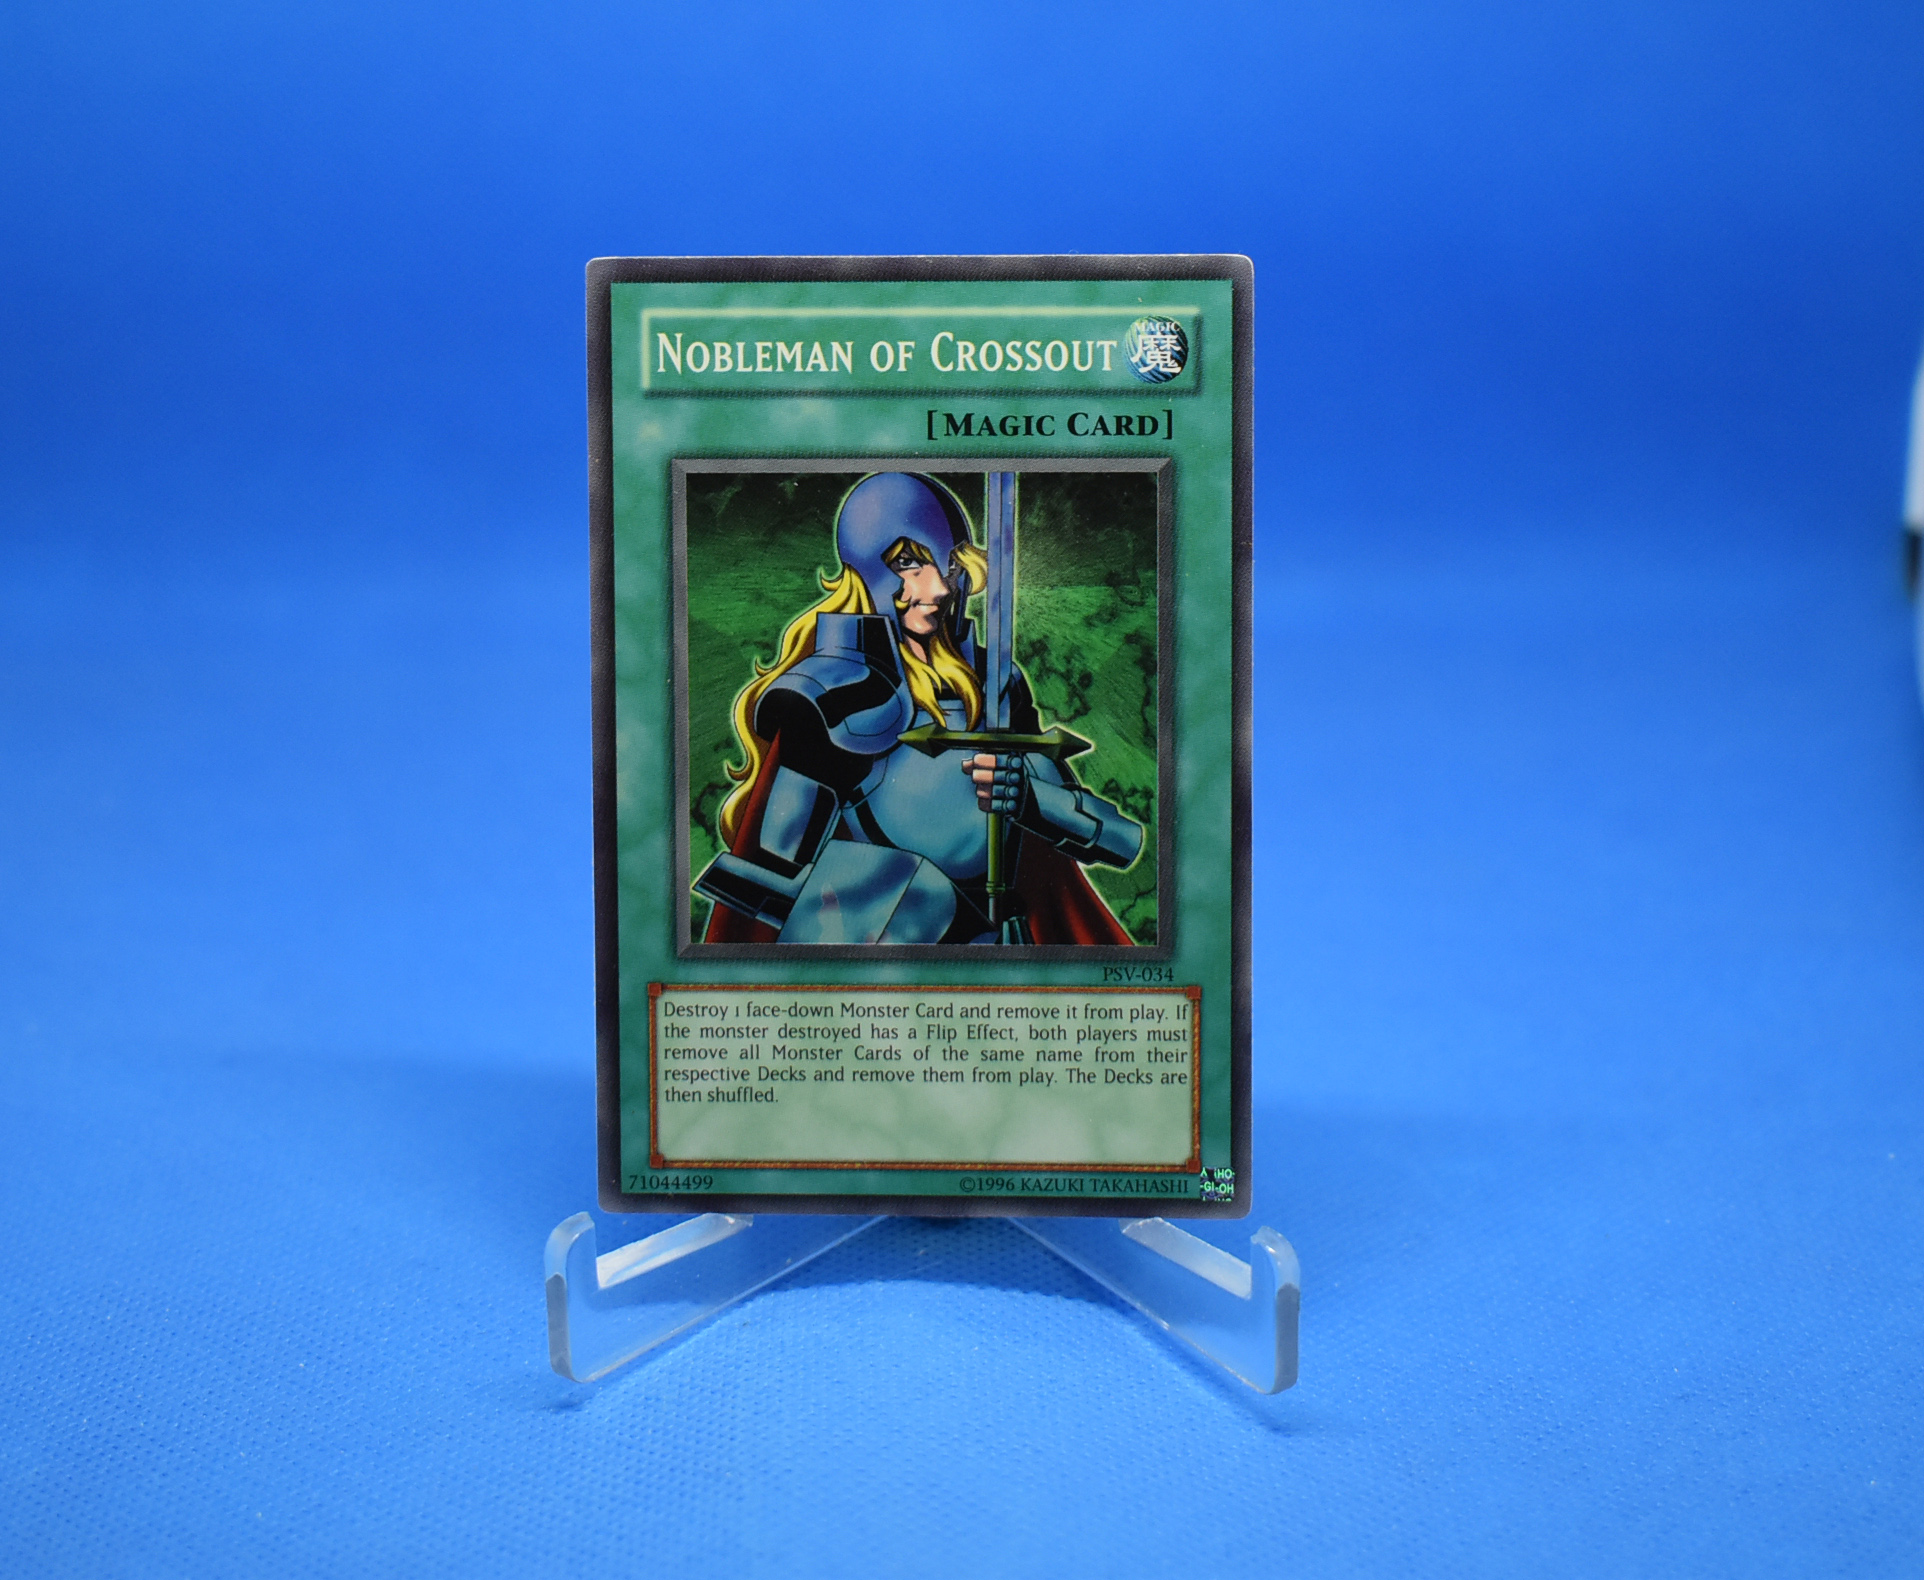 NOBLEMAN OF CROSSOUT
MAGIC
魔
[MAGIC CARD]
PSV-034
Destroy 1 face-down Monster Card and remove it from play. If
the monster destroyed has a Flip Effect, both players must
remove all Monster Cards of the same name from their
respective Decks and remove them from play. The Decks are
then shuffled.
71044499
©1996 KAZUKI TAKAHASHI
-GI-OH